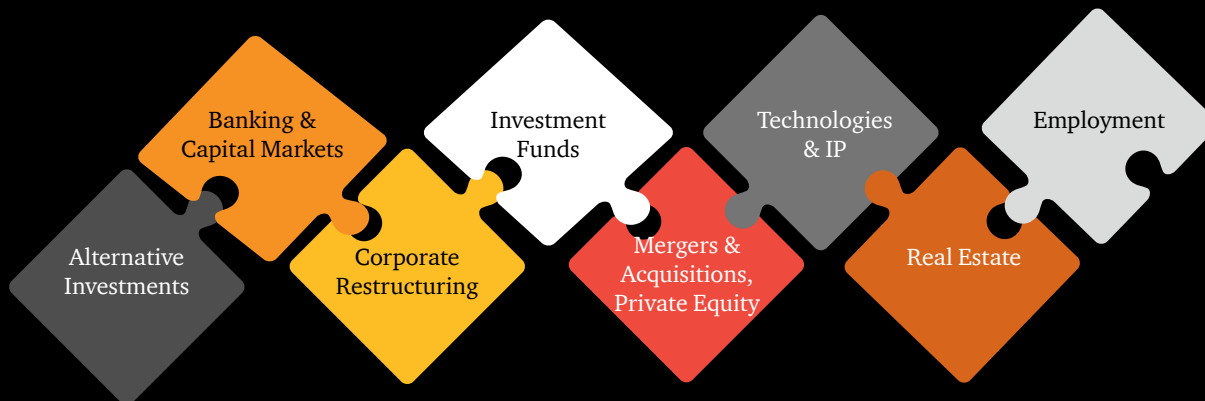 Alternative
Investments
Banking &
Capital Markets
Corporate
Restructuring
Investment
Funds
Mergers &
Acquisitions,
Private Equity
Technologies
& IP
Real Estate
Employment